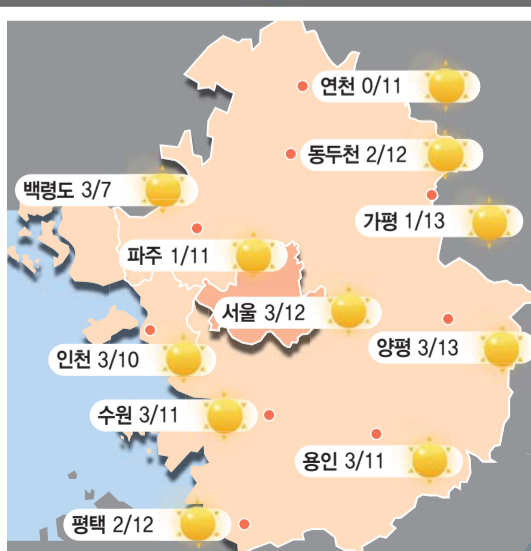 연천 0/11
동두천 2/12
백령도 3/7
가평 1/13
파주 1/11
서울 3/12
양평 3/13
인천 3/10
수원 3/11
용인 3/11
평택 2/12